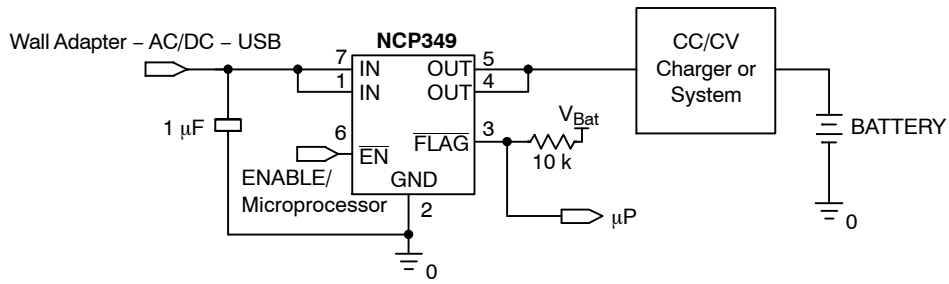 Wall Adapter – AC/DC – USB
NCP349
7
IN
1
IN
OUT
5
OUT
4
CC/CV
Charger or
System
1 μF
6
EN
FLAG
3
VBat
10 k
BATTERY
ENABLE/
Microprocessor
GND
2
μP
0
0